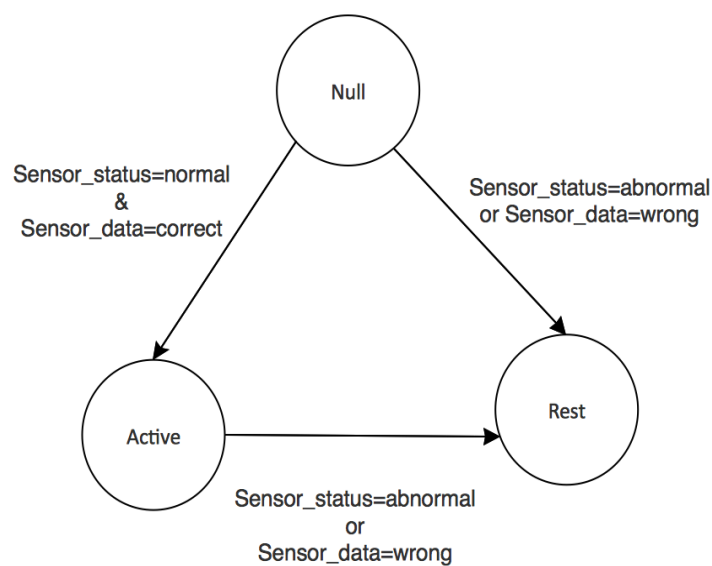 Null
Sensor_status=normal
&
Sensor_data=correct
Sensor_status=abnormal
or Sensor_data=wrong
Active
Rest
Sensor_status=abnormal
or
Sensor_data=wrong